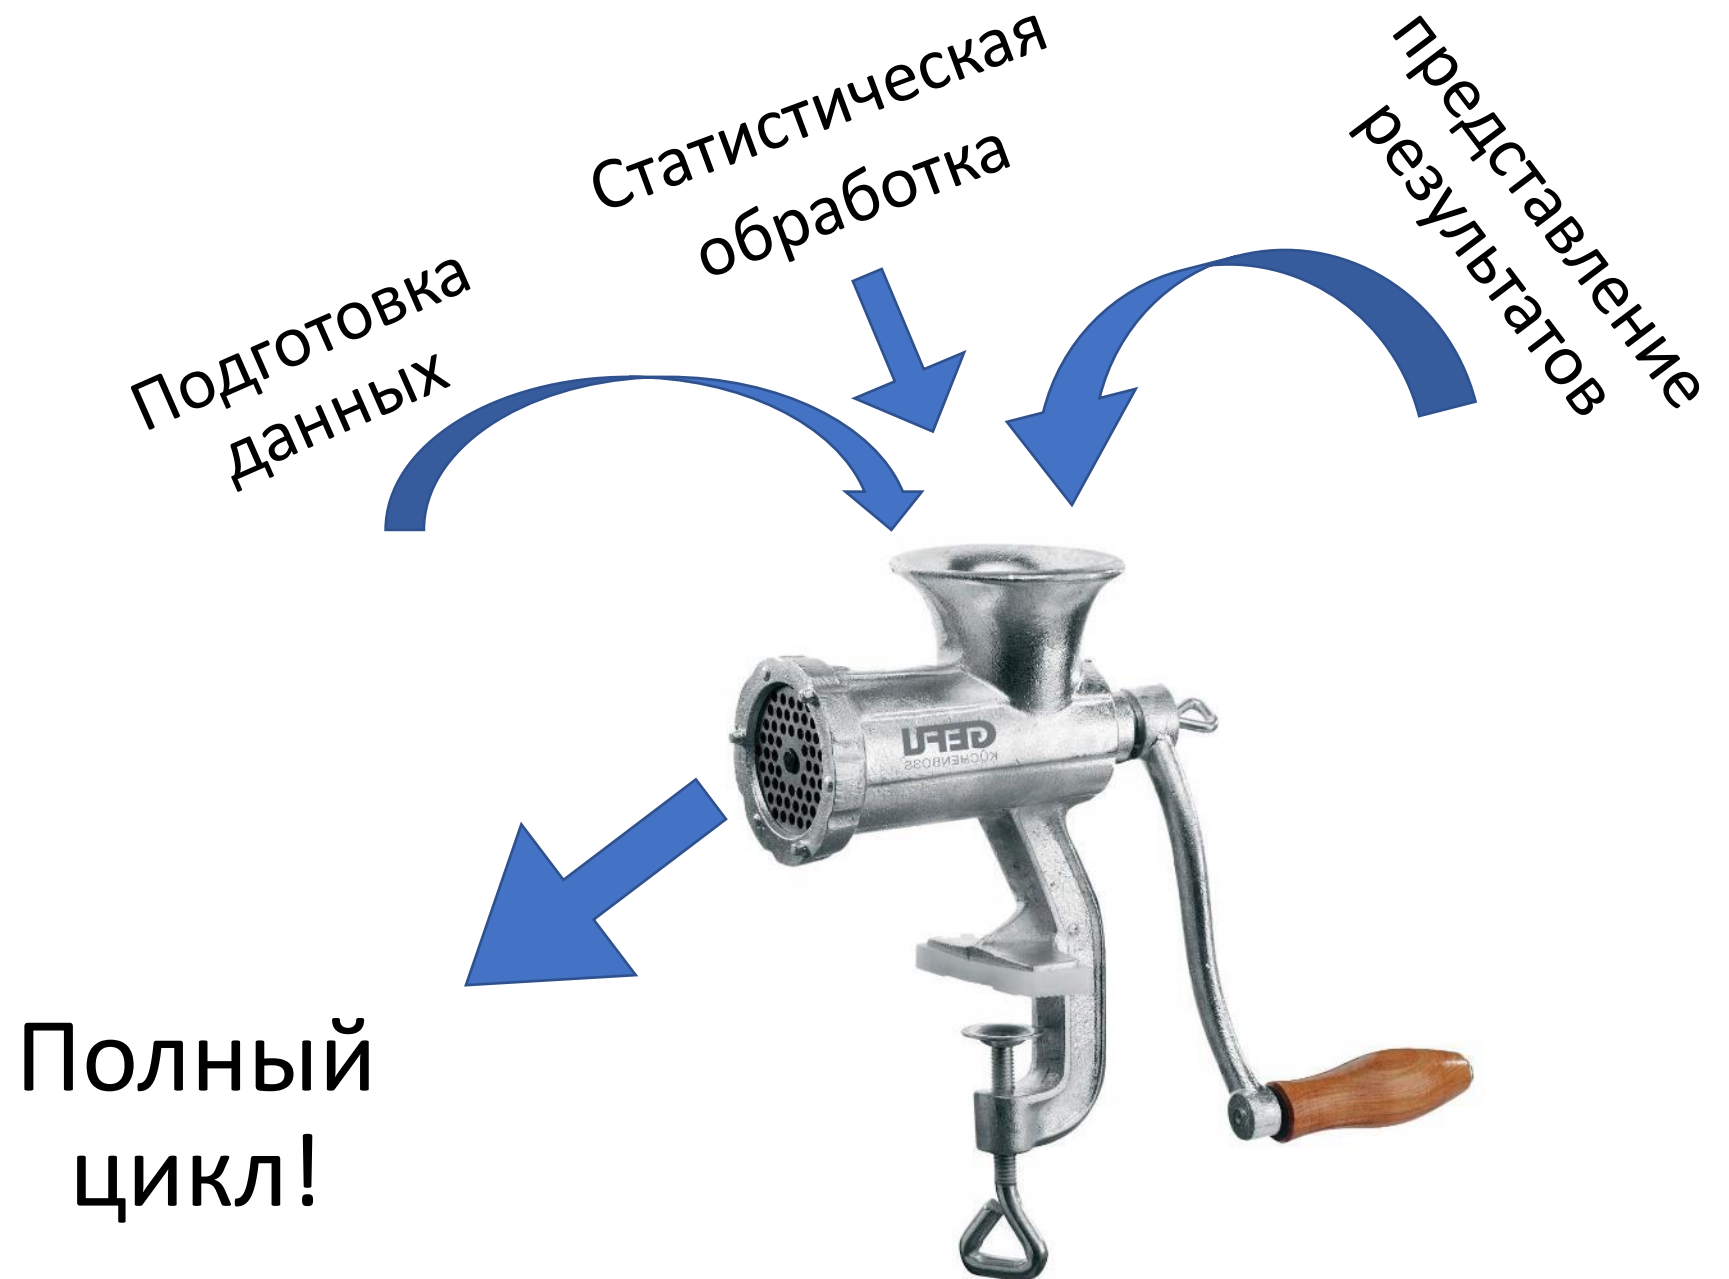 Подготовка
данных
Статистическая
обработка
представление
результатов
GEFU
KÜCHENBOSS
Полный
цикл!